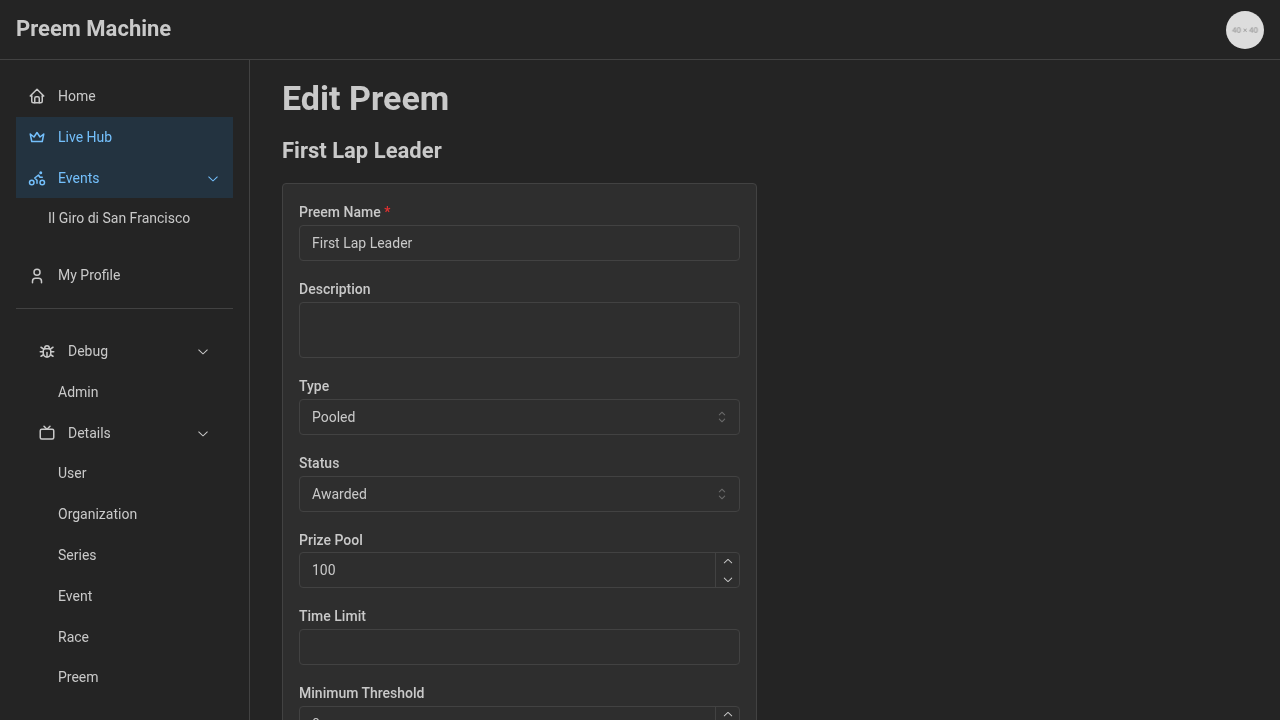 Preem Machine
40 × 40
Home
Live Hub
Events
Il Giro di San Francisco
My Profile
Debug
Admin
Details
User
Organization
Series
Event
Race
Preem
Edit Preem
First Lap Leader
Preem Name *
First Lap Leader
Description
Type
Pooled
Status
Awarded
Prize Pool
100
Time Limit
Minimum Threshold